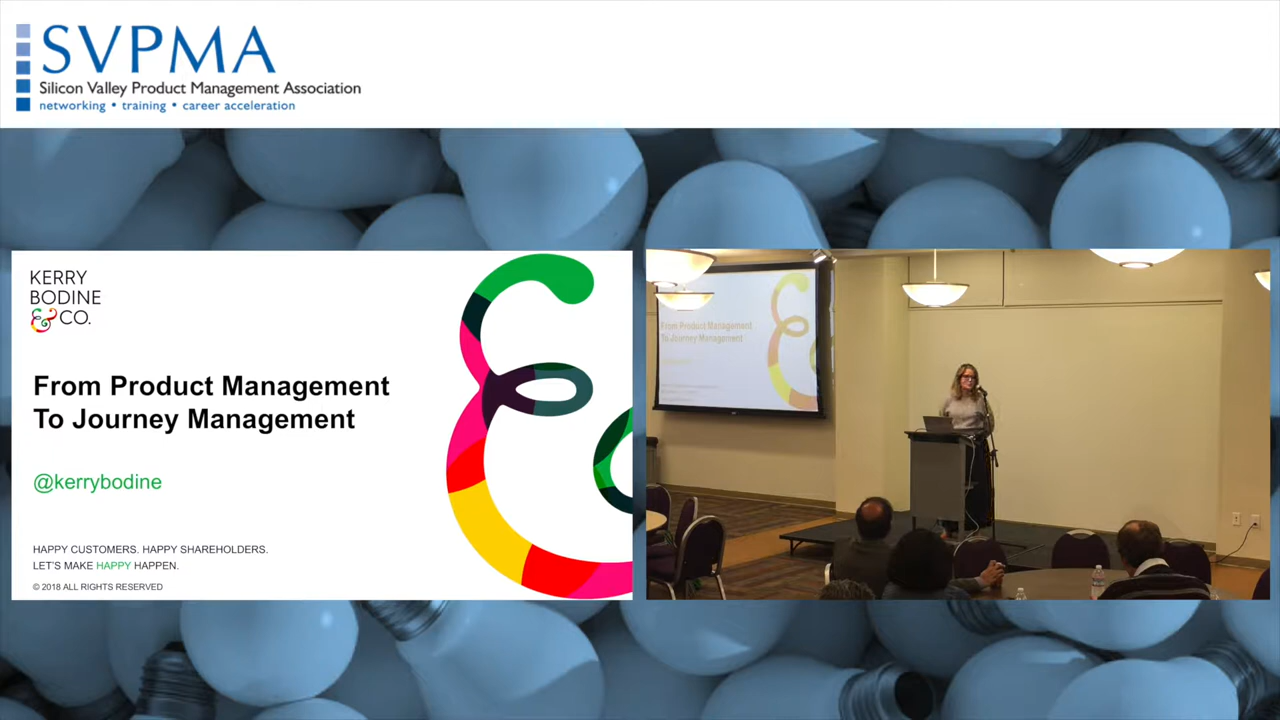 SVPMA
Silicon Valley Product Management Association
networking • training • career acceleration
KERRY
BODINE
& CO.
From Product Management
To Journey Management
@kerrybodine
HAPPY CUSTOMERS. HAPPY SHAREHOLDERS.
LET'S MAKE HAPPY HAPPEN.
© 2018 ALL RIGHTS RESERVED
From Product Management
To Journey Management